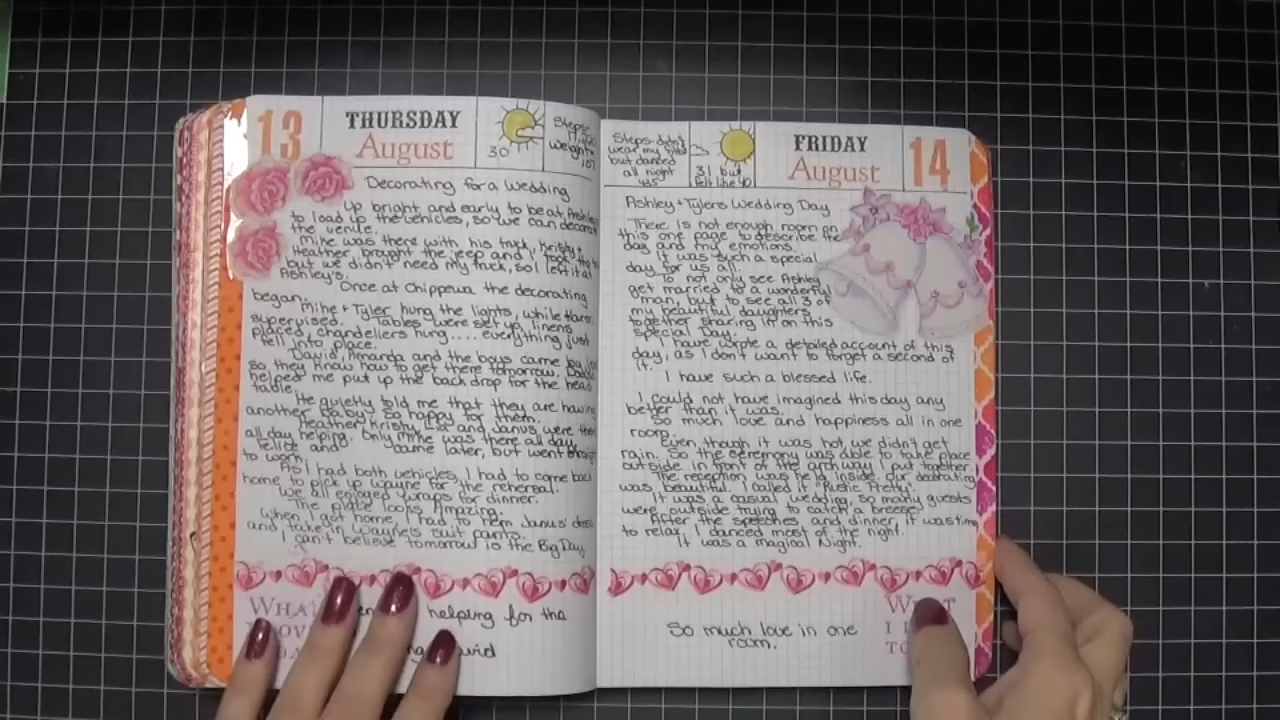 13
THURSDAY
August
30
Steps
weight
107
Decorating for a Wedding
Up bright and early to be at Ashley
to load up the vehicles, so we can decorate
the venue.
Mike was there with his truck, Kristy +
Heather, brought the jeep and I took the
but we didn't need my truck, so I left it at
Ashley's.
Once at Chippewa the decorating
began.
Mike + Tyler hung the lights, while
supervised. Tables were set up, linens
placed, chandeliers hung.... everything just
fell into place.
David, Amanda and the boys came by
so they know how to get there tomorrow.
helped me put up the back drop for the head
table.
He quietly told me that they are having
another baby. So happy for them.
Heather, Kristy, and Janus were there
all day helping. Only Mike was there all day,
and came later, but went straight
to work.
As I had both vehicles, I had to come back
home to pick up Wayne for the rehersal.
We all enjoyed wraps for dinner.
The place looks Amazing.
When I got home, I had to hem Janus' dress
and take in Wayne's suit pants.
I can't believe tomorrow is the Big Day
helping for the
14
FRIDAY
August
Steps-didn't
wear my fitbit
but danced
all night
31 but
felt like 40
Ashley + Tylers Wedding Day
There is not enough room on
this one page to describe the
day and my emotions.
It was such a special
day for us all.
To not only see Ashley
get married to a wonderful
man, but to see all 3 of
my beautiful daughters
together sharing in on this
special Day.
I have wrote a detailed account of this
day, as I don't want to forget a second of
it.
I have such a blessed life.
I could not have imagined this day any
better than it was.
So much love and happiness all in one
room.
Even though it was hot, we didn't get
rain. So the ceremony was able to take place
outside in front of the archway I put together.
The reception was held inside. Our decorating
was beautiful. I called it "Rustic Pretty".
It was a casual wedding, so many guests
were outside trying to catch a breeze.
After the speeches and dinner, it was time
to relax, I danced most of the night.
It was a magical Night.
So much love in one
room.